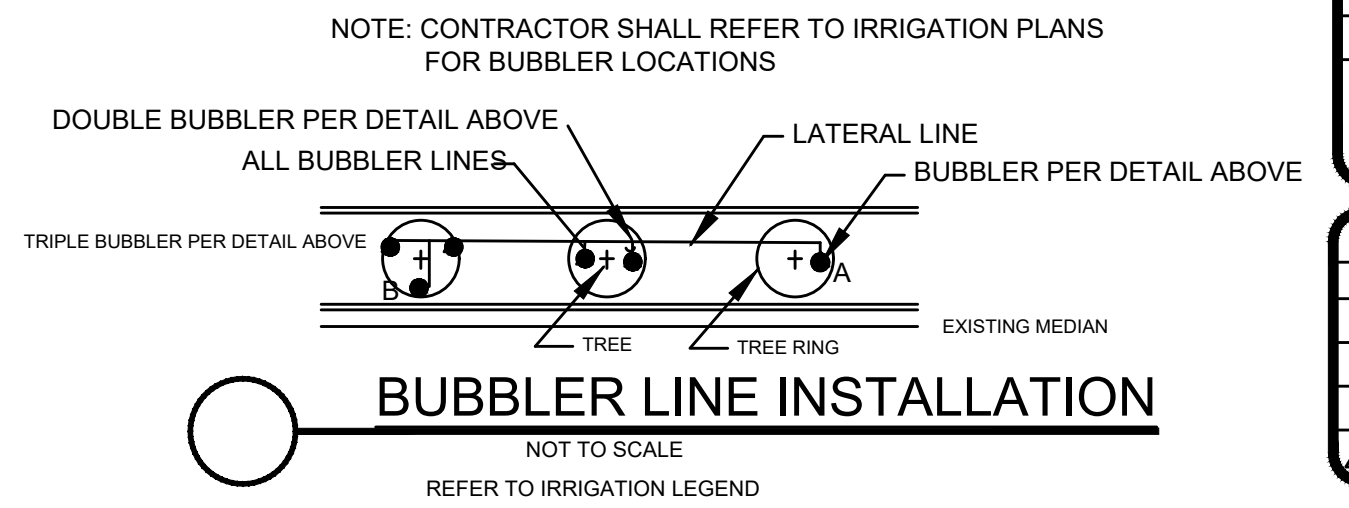 NOTE: CONTRACTOR SHALL REFER TO IRRIGATION PLANS
FOR BUBBLER LOCATIONS
DOUBLE BUBBLER PER DETAIL ABOVE
LATERAL LINE
ALL BUBBLER LINES
BUBBLER PER DETAIL ABOVE
TRIPLE BUBBLER PER DETAIL ABOVE
A
B
EXISTING MEDIAN
TREE
TREE RING
BUBBLER LINE INSTALLATION
NOT TO SCALE
REFER TO IRRIGATION LEGEND